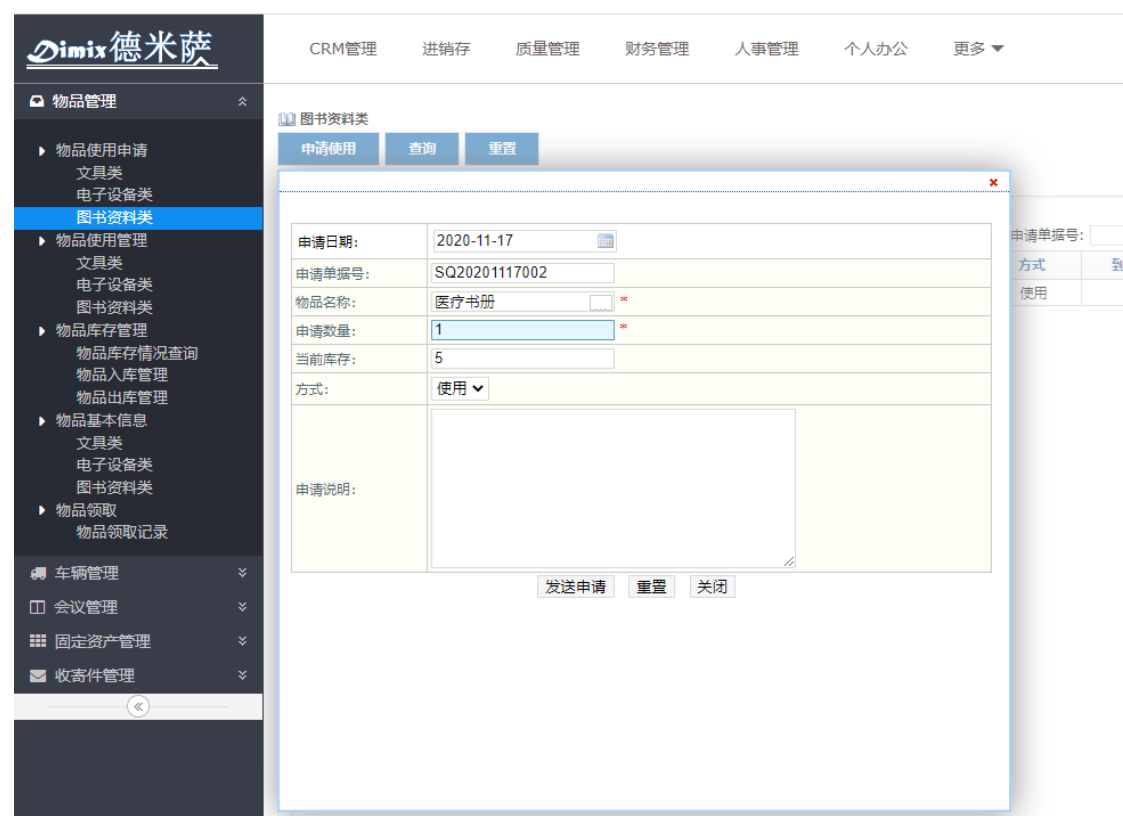 Dimix德米萨
CRM管理 进销存 质量管理 财务管理 人事管理 个人办公 更多
物品管理
物品使用申请
文具类
电子设备类
图书资料类
物品使用管理
文具类
电子设备类
图书资料类
物品库存管理
物品库存情况查询
物品入库管理
物品出库管理
物品基本信息
文具类
电子设备类
图书资料类
物品领取
物品领取记录
车辆管理
会议管理
固定资产管理
收寄件管理
图书资料类
申请使用 查询 重置
申请日期: 2020-11-17
申请单据号: SQ20201117002
物品名称: 医疗书册 ... *
申请数量: 1 *
当前库存: 5
方式: 使用
申请说明:
发送申请 重置 关闭
申请单据号:
方式 到
使用